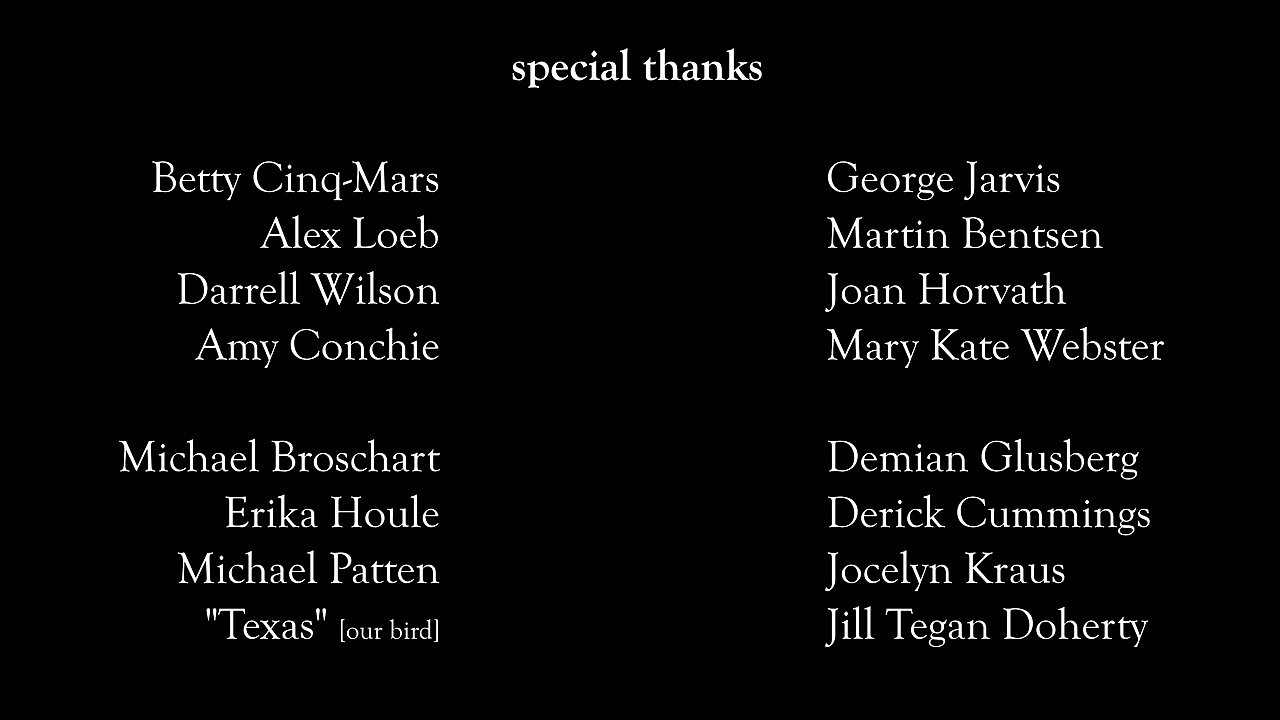 special thanks
Betty Cinq-Mars
Alex Loeb
Darrell Wilson
Amy Conchie
Michael Broschart
Erika Houle
Michael Patten
"Texas" [our bird]
George Jarvis
Martin Bentsen
Joan Horvath
Mary Kate Webster
Demian Glusberg
Derick Cummings
Jocelyn Kraus
Jill Tegan Doherty